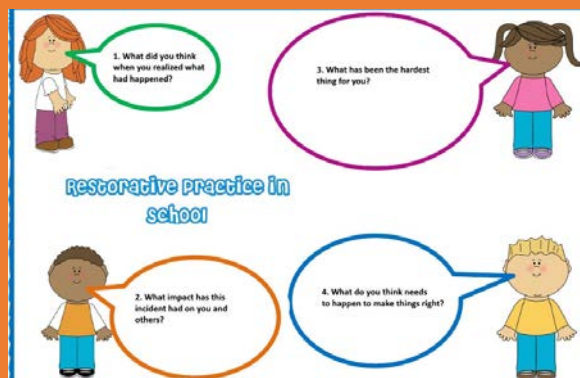 1. What did you think
when you realized what
had happened?
3. What has been the hardest
thing for you?
Restorative Practice in
School
2. What impact has this
incident had on you and
others?
4. What do you think needs
to happen to make things right?